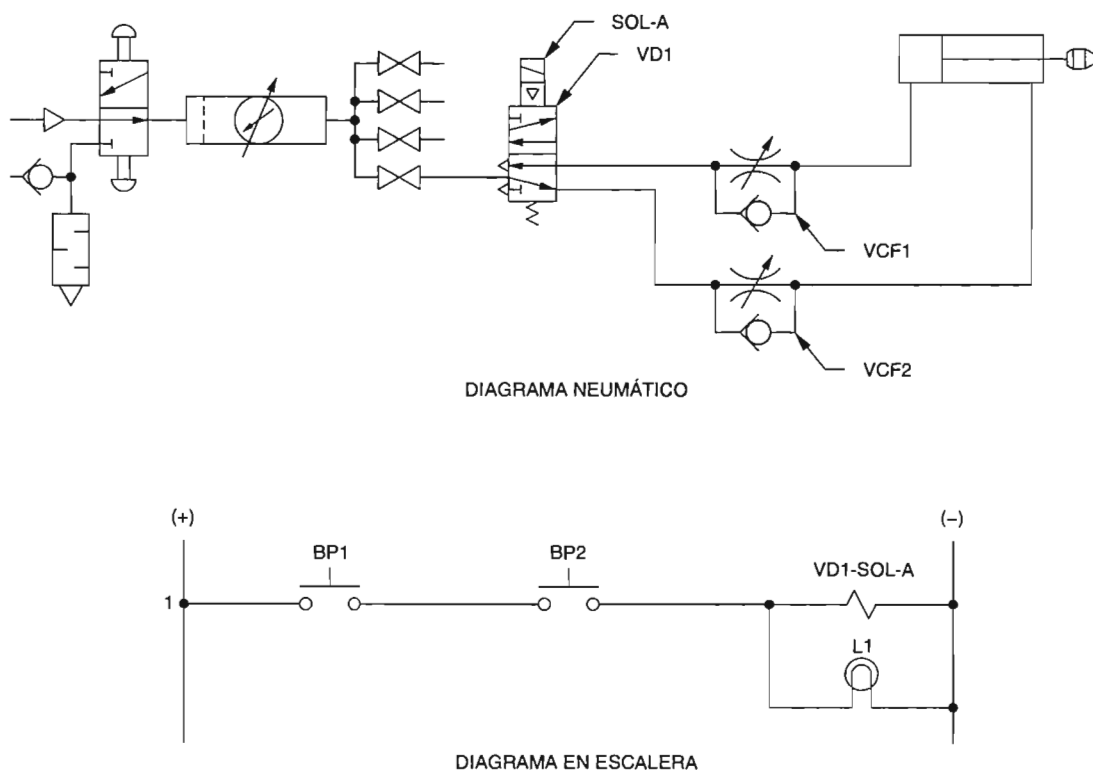 SOL-A
VD1
VCF1
VCF2
DIAGRAMA NEUMÁTICO
(+)
(−)
BP1
BP2
VD1-SOL-A
1
L1
DIAGRAMA EN ESCALERA